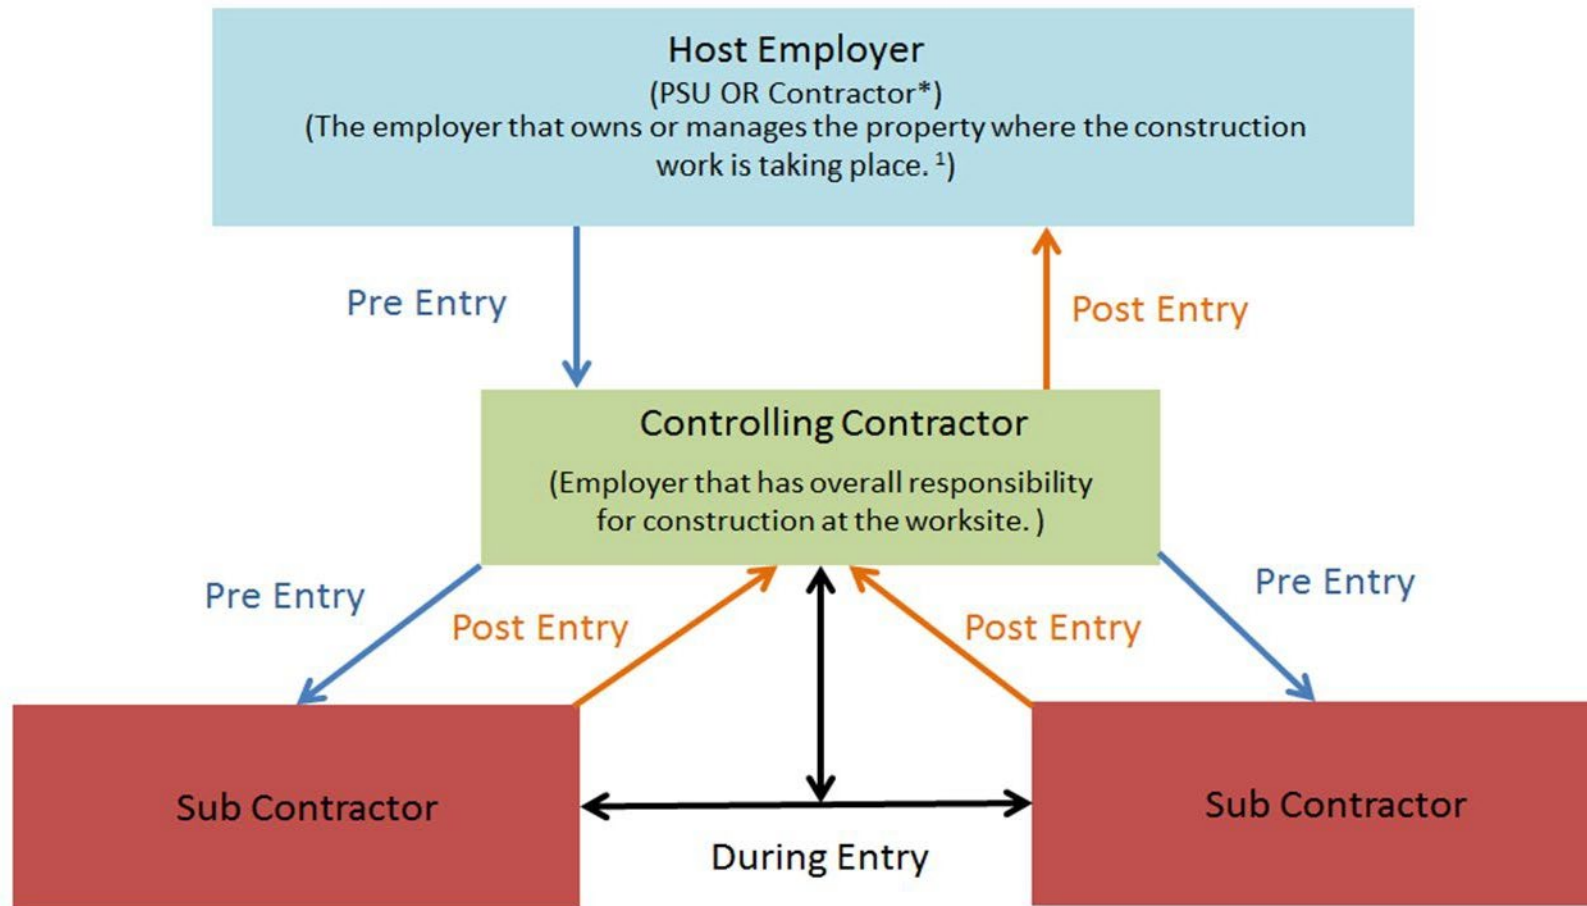 Host Employer
(PSU OR Contractor*)
(The employer that owns or manages the property where the construction
work is taking place. ¹)
Pre Entry
Post Entry
Controlling Contractor
(Employer that has overall responsibility
for construction at the worksite. )
Pre Entry
Post Entry
Post Entry
Pre Entry
Sub Contractor
Sub Contractor
During Entry